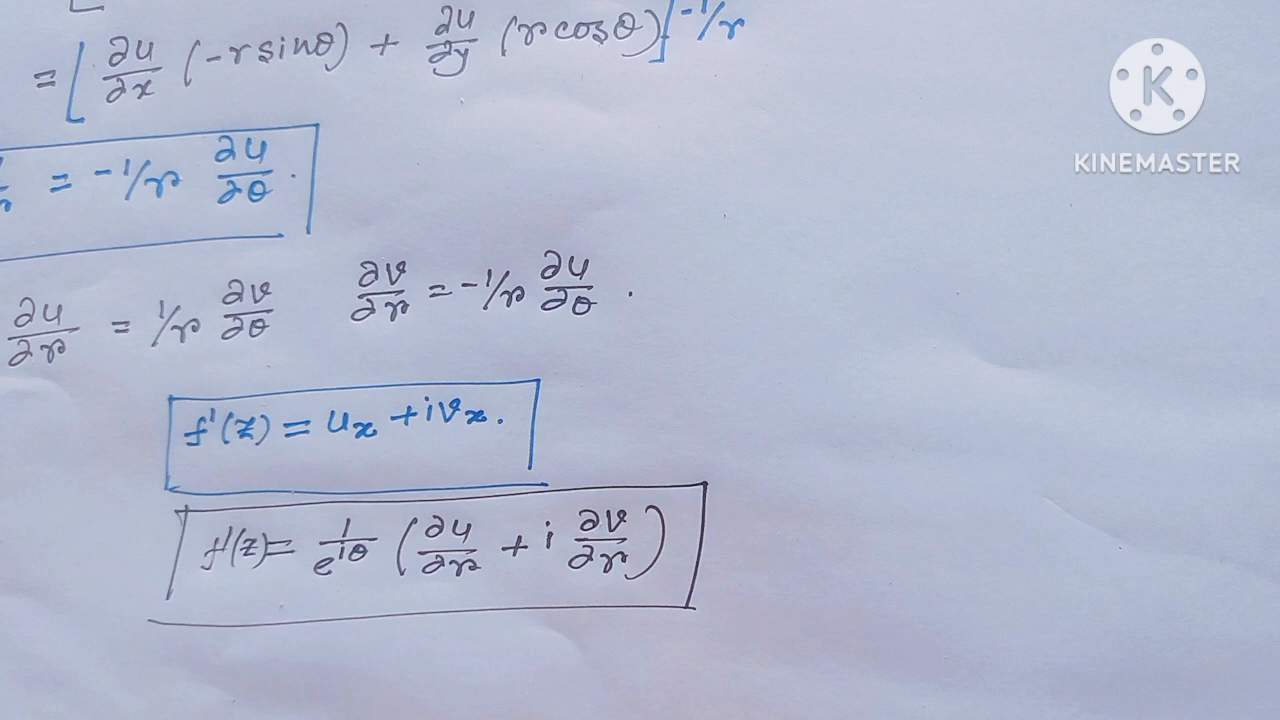 = [ ∂u/∂x (-r sinθ) + ∂u/∂y (r cosθ) ] -1/r
= -1/r ∂u/∂θ .
∂u/∂r = 1/r ∂v/∂θ ∂v/∂r = -1/r ∂u/∂θ .
f'(z) = ux + ivx .
f'(z) = 1/e^iθ ( ∂u/∂r + i ∂v/∂r )
K
KINEMASTER